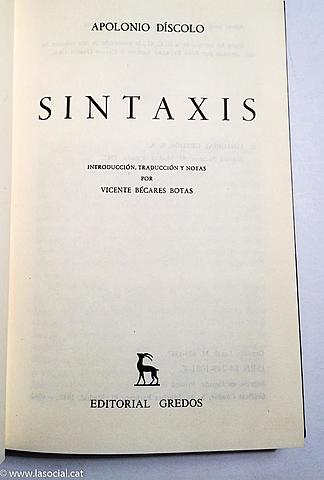 APOLONIO DÍSCOLO
SINTAXIS
INTRODUCCIÓN, TRADUCCIÓN Y NOTAS
POR
VICENTE BÉCARES BOTAS
EDITORIAL GREDOS
© www.lasocial.cat